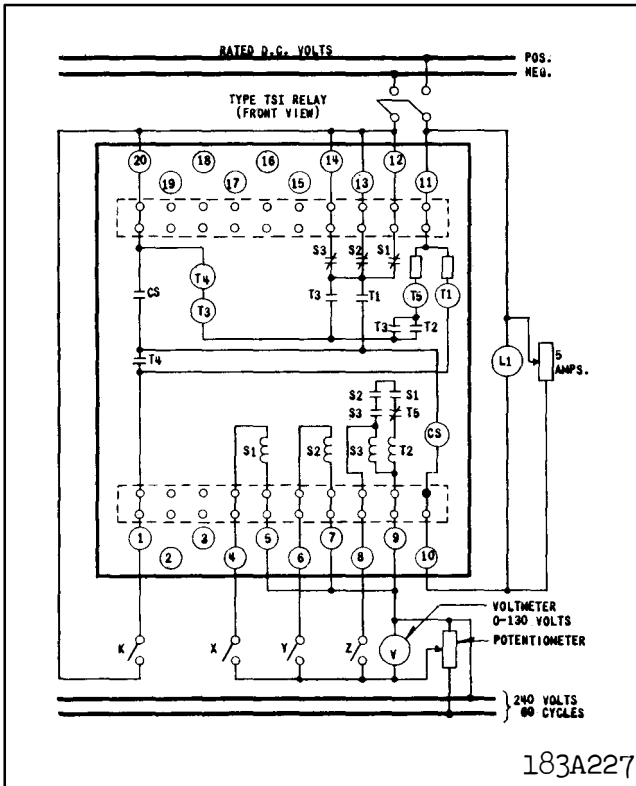 RATED D.C. VOLTS
POS.
NEG.
TYPE TSI RELAY
(FRONT VIEW)
20 18 16 14 12
19 17 15 13 11
S3 S2 S1
T4
CS
T5 T1
T3
T3 T1
T3 T2
T4
L1
5
AMPS.
S2 S1
S3 T5
CS
S1 S2 S3 T2
1 3 5 7 9
2 4 6 8 10
K X Y Z V
VOLTMETER
0-130 VOLTS
POTENTIOMETER
240 VOLTS
60 CYCLES
183A227